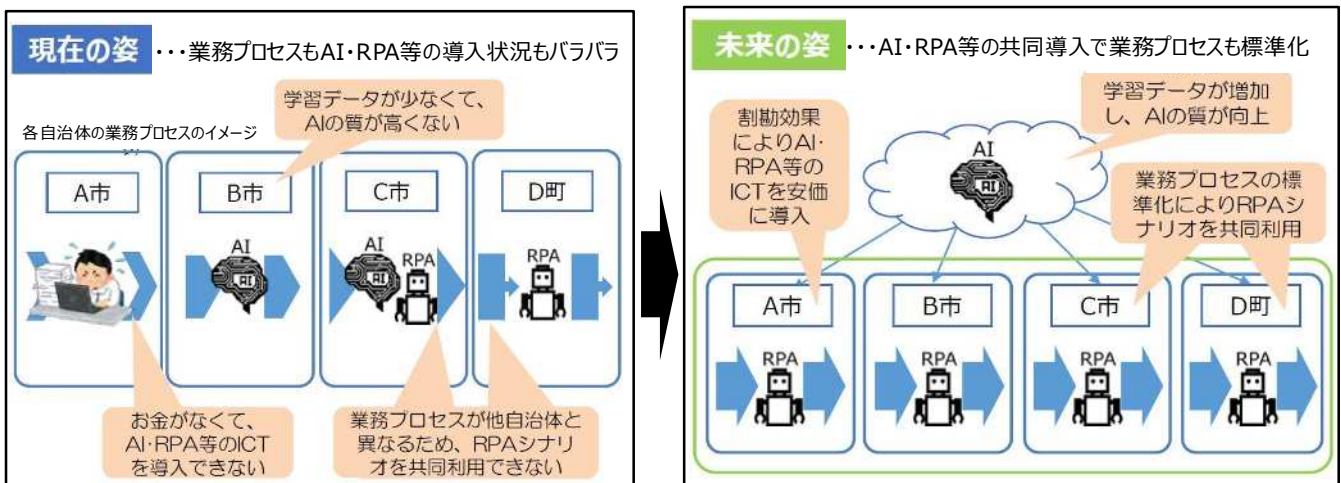 現在の姿 ・・・業務プロセスもAI・RPA等の導入状況もバラバラ
学習データが少なくて、
AIの質が高くない
各自治体の業務プロセスのイメージ
A市
B市
C市
D町
AI
AI
AI
AI
RPA
RPA
お金がなくて、
AI・RPA等のICT
を導入できない
業務プロセスが他自治体と
異なるため、RPAシナリ
オを共同利用できない
未来の姿 ・・・AI・RPA等の共同導入で業務プロセスも標準化
割勘効果
によりAI・
RPA等の
ICTを安価
に導入
AI
AI
学習データが増加
し、AIの質が向上
業務プロセスの標
準化によりRPAシ
ナリオを共同利用
A市
B市
C市
D町
RPA
RPA
RPA
RPA